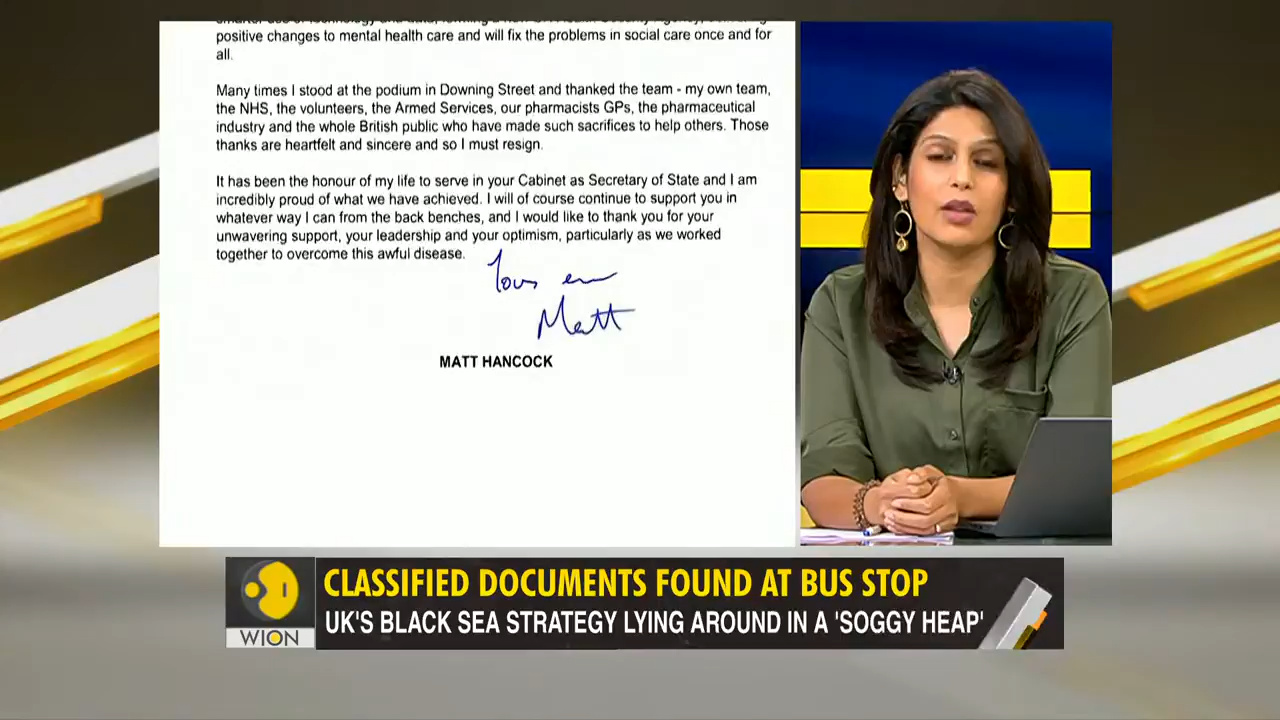 positive changes to mental health care and will fix the problems in social care once and for
all.
Many times I stood at the podium in Downing Street and thanked the team - my own team,
the NHS, the volunteers, the Armed Services, our pharmacists GPs, the pharmaceutical
industry and the whole British public who have made such sacrifices to help others. Those
thanks are heartfelt and sincere and so I must resign.
It has been the honour of my life to serve in your Cabinet as Secretary of State and I am
incredibly proud of what we have achieved. I will of course continue to support you in
whatever way I can from the back benches, and I would like to thank you for your
unwavering support, your leadership and your optimism, particularly as we worked
together to overcome this awful disease.
Matt
MATT HANCOCK
CLASSIFIED DOCUMENTS FOUND AT BUS STOP
UK'S BLACK SEA STRATEGY LYING AROUND IN A 'SOGGY HEAP'
WION